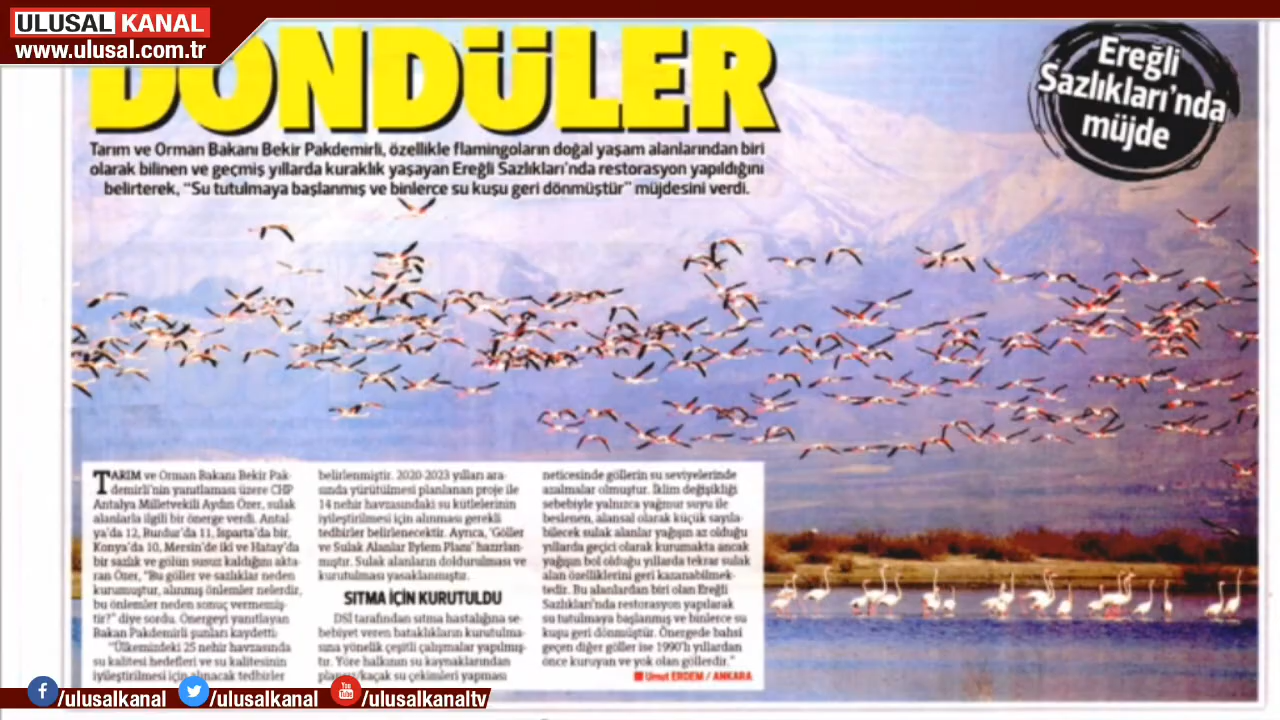 ULUSAL KANAL
www.ulusal.com.tr
DÖNDÜLER
Ereğli
Sazlıkları'nda
müjde
Tarım ve Orman Bakanı Bekir Pakdemirli, özellikle flamingoların doğal yaşam alanlarından biri
olarak bilinen ve geçmiş yıllarda kuraklık yaşayan Ereğli Sazlıkları'nda restorasyon yapıldığını
belirterek, “Su tutulmaya başlanmış ve binlerce su kuşu geri dönmüştür” müjdesini verdi.
TARIM ve Orman Bakanı Bekir Pak-
demirli'nin yanıtlaması üzere CHP
Antalya Milletvekili Aydın Özer, sulak
alanlarla ilgili bir önerge verdi. Antal-
ya'da 12, Burdur'da 11, Isparta'da bir,
Konya'da 10, Mersin'de iki ve Hatay'da
bir sazlık ve gölün susuz kaldığını akta-
ran Özer, “Bu göller ve sazlıklar neden
kurumuştur, alınmış önlemler nelerdir,
bu önlemler neden sonuç vermemiş-
tir?” diye sordu. Önergeyi yanıtlayan
Bakan Pakdemirli şunları kaydetti:
“Ülkemizdeki 25 nehir havzasında
su kalitesi hedefleri ve su kalitesinin
iyileştirilmesi için alınacak tedbirler
belirlenmiştir. 2020-2023 yılları ara-
sında yürütülmesi planlanan proje ile
14 nehir havzasındaki su kütlelerinin
iyileştirilmesi için alınması gerekli
tedbirler belirlenecektir. Ayrıca, 'Göller
ve Sulak Alanlar Eylem Planı' hazırlan-
mıştır. Sulak alanların doldurulması ve
kurutulması yasaklanmıştır.
SITMA İÇİN KURUTULDU
DSİ tarafından sıtma hastalığına se-
bebiyet veren bataklıkların kurutulma-
sına yönelik çeşitli çalışmalar yapılmış-
tır. Yöre halkının su kaynaklarından
plansız/kaçak su çekimleri yapması
neticesinde göllerin su seviyelerinde
azalmalar olmuştur. İklim değişikliği
sebebiyle yalnızca yağmur suyu ile
beslenen, alansal olarak küçük sayıla-
bilecek sulak alanlar yağışın az olduğu
yıllarda geçici olarak kurumakta ancak
yağışın bol olduğu yıllarda tekrar sulak
alan özelliklerini geri kazanabilmek-
tedir. Bu alanlardan biri olan Ereğli
Sazlıkları'nda restorasyon yapılarak
su tutulmaya başlanmış ve binlerce su
kuşu geri dönmüştür. Önergede bahsi
geçen diğer göller ise 1990'lı yıllardan
önce kuruyan ve yok olan göllerdir.”
Umut ERDEM / ANKARA
/ulusalkanal
/ulusalkanal
You Tube
/ulusalkanaltv